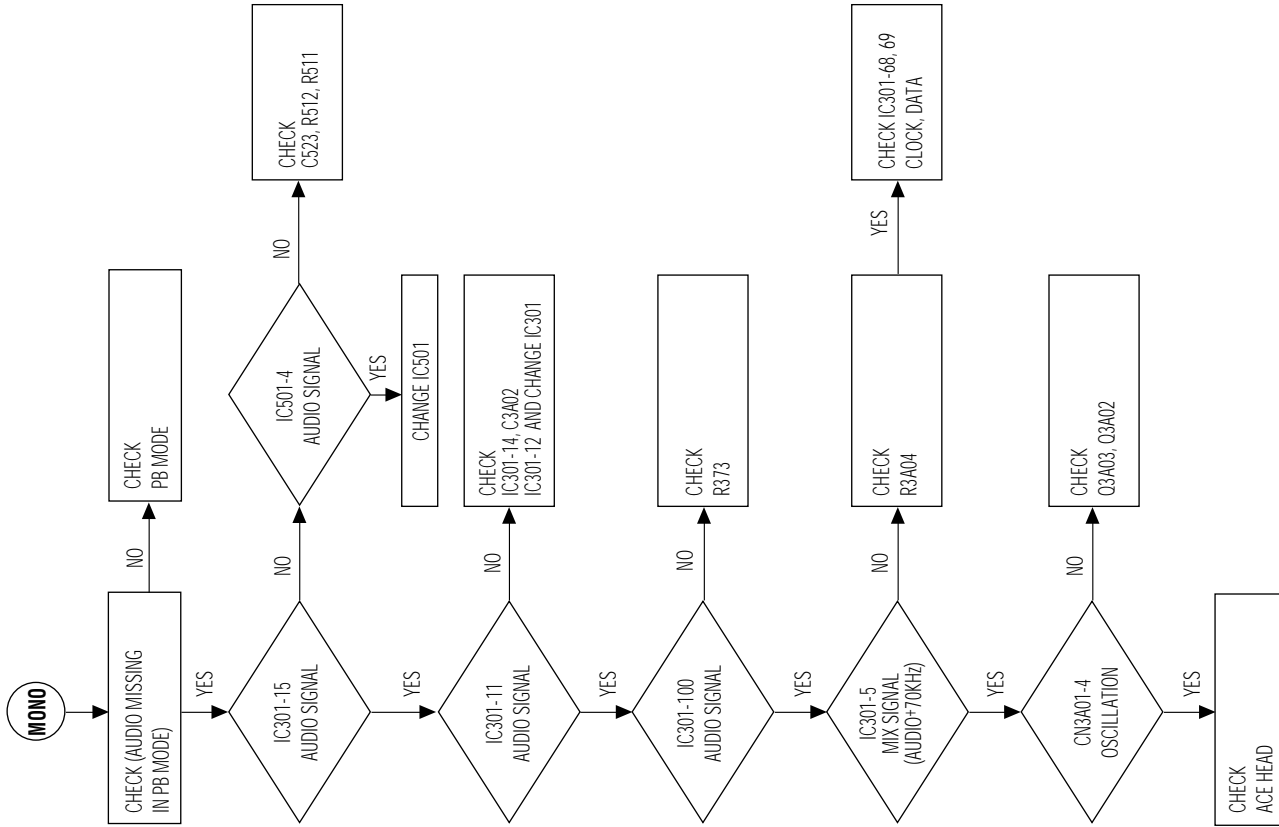 MONO
CHECK (AUDIO MISSING
IN PB MODE)
NO
CHECK
PB MODE
YES
IC301-15
AUDIO SIGNAL
NO
IC501-4
AUDIO SIGNAL
NO
CHECK
C523, R512, R511
YES
CHANGE IC501
YES
IC301-11
AUDIO SIGNAL
NO
CHECK
IC301-14, C3A02
IC301-12 AND CHANGE IC301
YES
IC301-100
AUDIO SIGNAL
NO
CHECK
R373
YES
IC301-5
MIX SIGNAL
(AUDIO+70KHz)
NO
CHECK
R3A04
YES
CHECK IC301-68, 69
CLOCK, DATA
YES
CN3A01-4
OSCILLATION
NO
CHECK
Q3A03, Q3A02
YES
CHECK
ACE HEAD